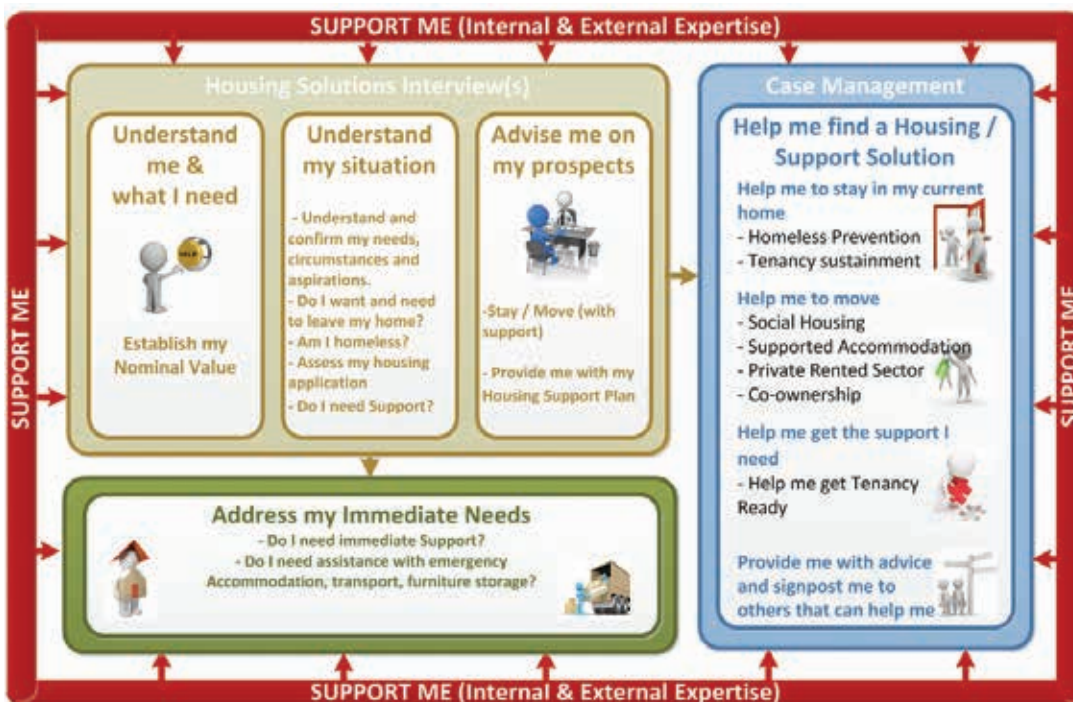 SUPPORT ME (Internal & External Expertise)
SUPPORT ME
Housing Solutions Interview(s)
Understand
me &
what I need
HELP
Establish my
Nominal Value
Understand
my situation
- Understand and
confirm my needs,
circumstances and
aspirations.
- Do I want and need
to leave my home?
- Am I homeless?
- Assess my housing
application
- Do I need Support?
Advise me on
my prospects
-Stay / Move (with
support)
- Provide me with my
Housing Support Plan
Address my Immediate Needs
- Do I need immediate Support?
- Do I need assistance with emergency
Accommodation, transport, furniture storage?
Case Management
Help me find a Housing /
Support Solution
Help me to stay in my current
home
- Homeless Prevention
- Tenancy sustainment
Help me to move
- Social Housing
- Supported Accommodation
- Private Rented Sector
- Co-ownership
Help me get the support I
need
- Help me get Tenancy
Ready
Provide me with advice
and signpost me to
others that can help me
SUPPORT ME
SUPPORT ME (Internal & External Expertise)